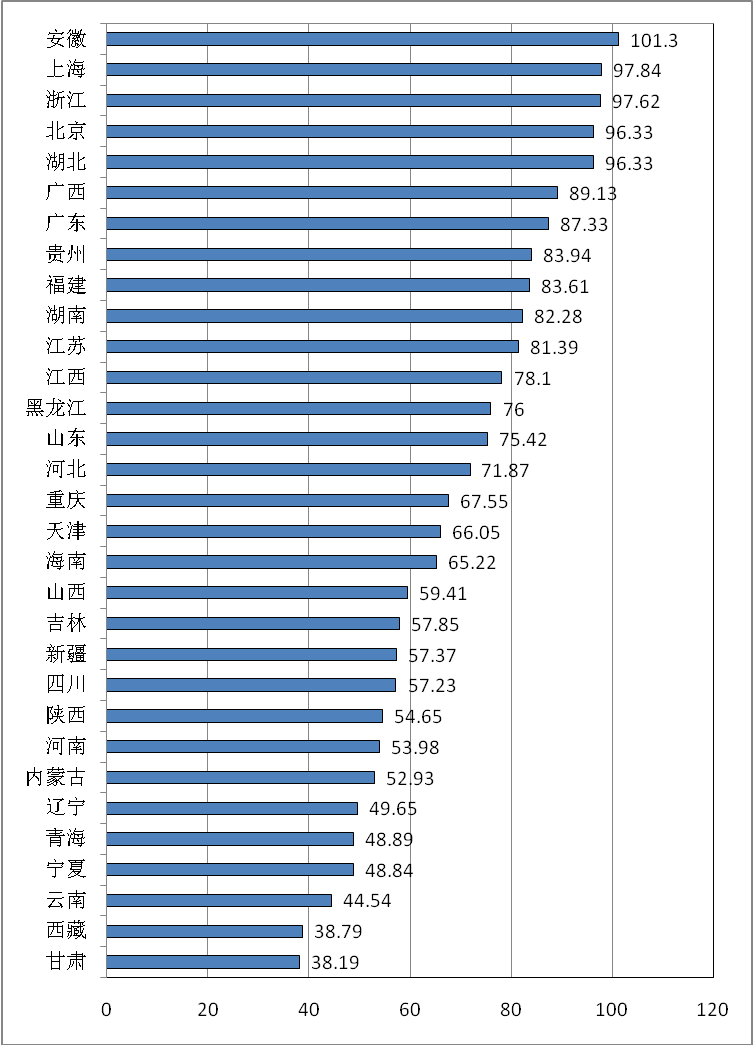 安徽 101.3
上海 97.84
浙江 97.62
北京 96.33
湖北 96.33
广西 89.13
广东 87.33
贵州 83.94
福建 83.61
湖南 82.28
江苏 81.39
江西 78.1
黑龙江 76
山东 75.42
河北 71.87
重庆 67.55
天津 66.05
海南 65.22
山西 59.41
吉林 57.85
新疆 57.37
四川 57.23
陕西 54.65
河南 53.98
内蒙古 52.93
辽宁 49.65
青海 48.89
宁夏 48.84
云南 44.54
西藏 38.79
甘肃 38.19
0 20 40 60 80 100 120